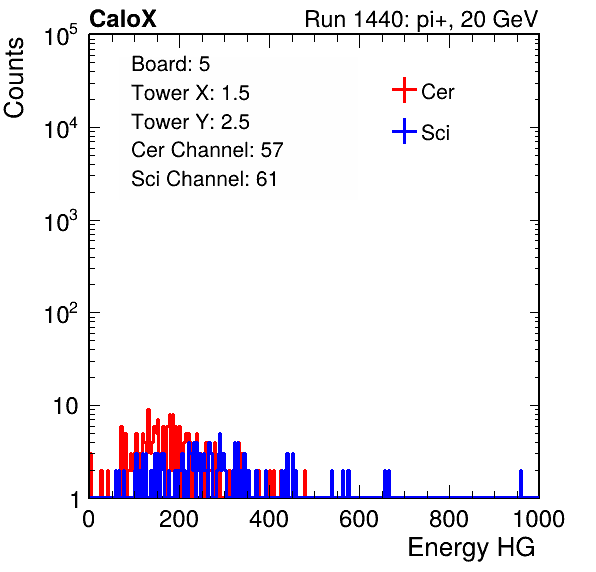 CaloX Run 1440: pi+, 20 GeV
Counts
Board: 5
Tower X: 1.5
Tower Y: 2.5
Cer Channel: 57
Sci Channel: 61
Cer
Sci
10^5
10^4
10^3
10^2
10
1
0 200 400 600 800 1000
Energy HG